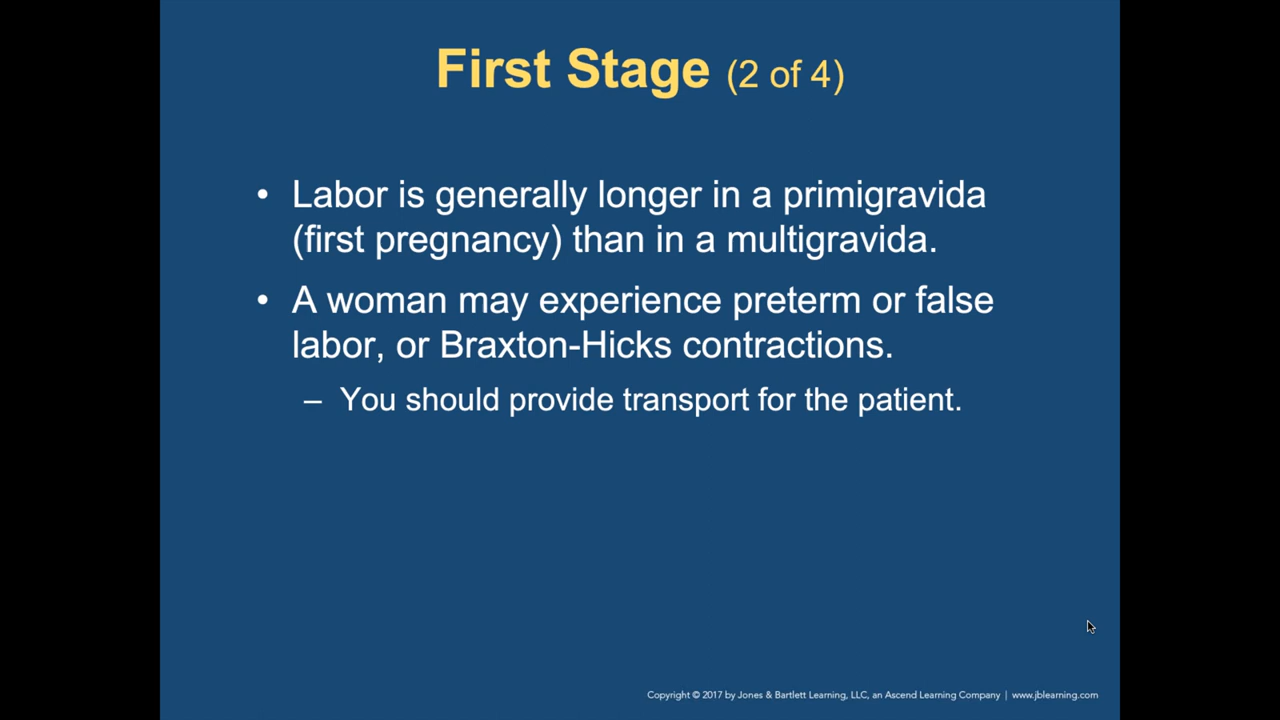 First Stage (2 of 4)
• Labor is generally longer in a primigravida
(first pregnancy) than in a multigravida.
• A woman may experience preterm or false
labor, or Braxton-Hicks contractions.
– You should provide transport for the patient.
Copyright © 2017 by Jones & Bartlett Learning, LLC, an Ascend Learning Company | www.jblearning.com